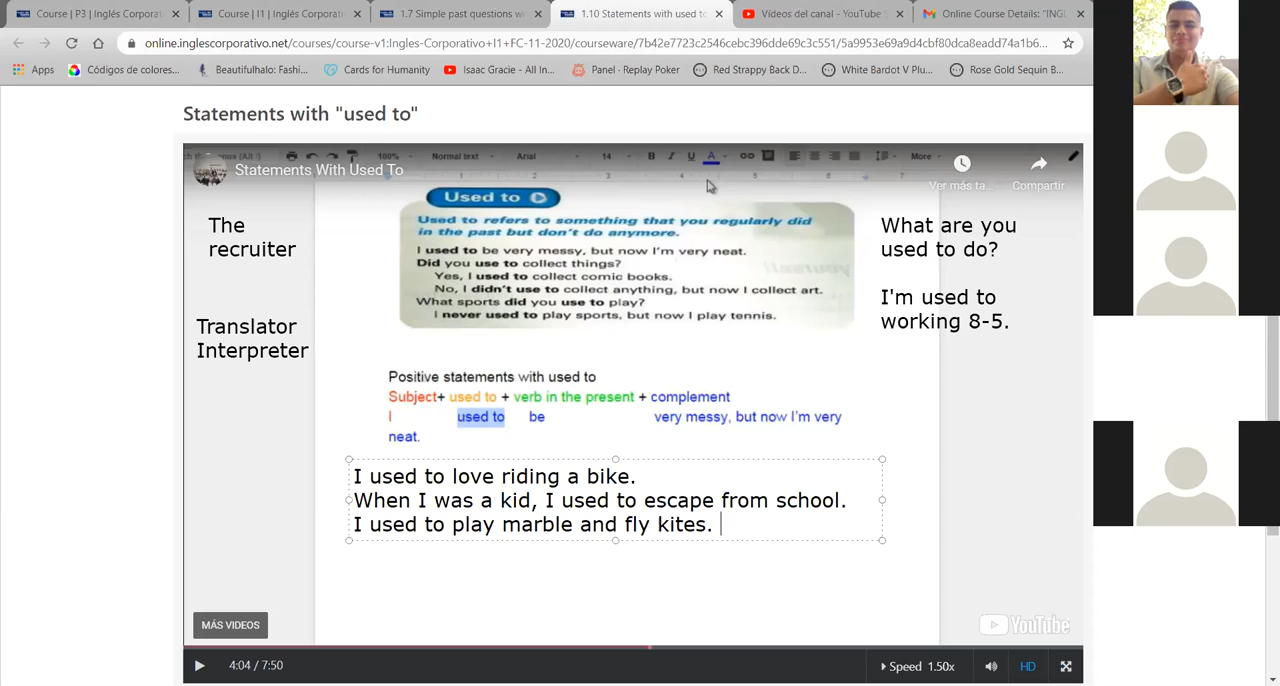 Course | P3 | Inglés Corporat
Course | I1 | Inglés Corporati
1.7 Simple past questions w
1.10 Statements with used to
Vídeos del canal - YouTube
Online Course Details: "ING
online.inglescorporativo.net/courses/course-v1:Ingles-Corporativo+I1+FC-11-2020/courseware/7b42e7723c2546cebc396dde69c3c551/5a9953e69a9d4cbf80dca8eadd74a1b6...
Apps
Códigos de colores...
Beautifulhalo: Fashi...
Cards for Humanity
Isaac Gracie - All In...
Panel · Replay Poker
Red Strappy Back D...
White Bardot V Plu...
Rose Gold Sequin B...
Statements with "used to"
100%
Normal text
Arial
14
B I U A
More
Statements With Used To
Ver más ta...
Compartir
Used to
Used to refers to something that you regularly did
in the past but don't do anymore.
I used to be very messy, but now I'm very neat.
Did you use to collect things?
Yes, I used to collect comic books.
No, I didn't use to collect anything, but now I collect art.
What sports did you use to play?
I never used to play sports, but now I play tennis.
The
recruiter
Translator
Interpreter
What are you
used to do?
I'm used to
working 8-5.
Positive statements with used to
Subject+ used to + verb in the present + complement
I used to be very messy, but now I'm very
neat.
I used to love riding a bike.
When I was a kid, I used to escape from school.
I used to play marble and fly kites.
MÁS VIDEOS
YouTube
4:04 / 7:50
Speed 1.50x
HD